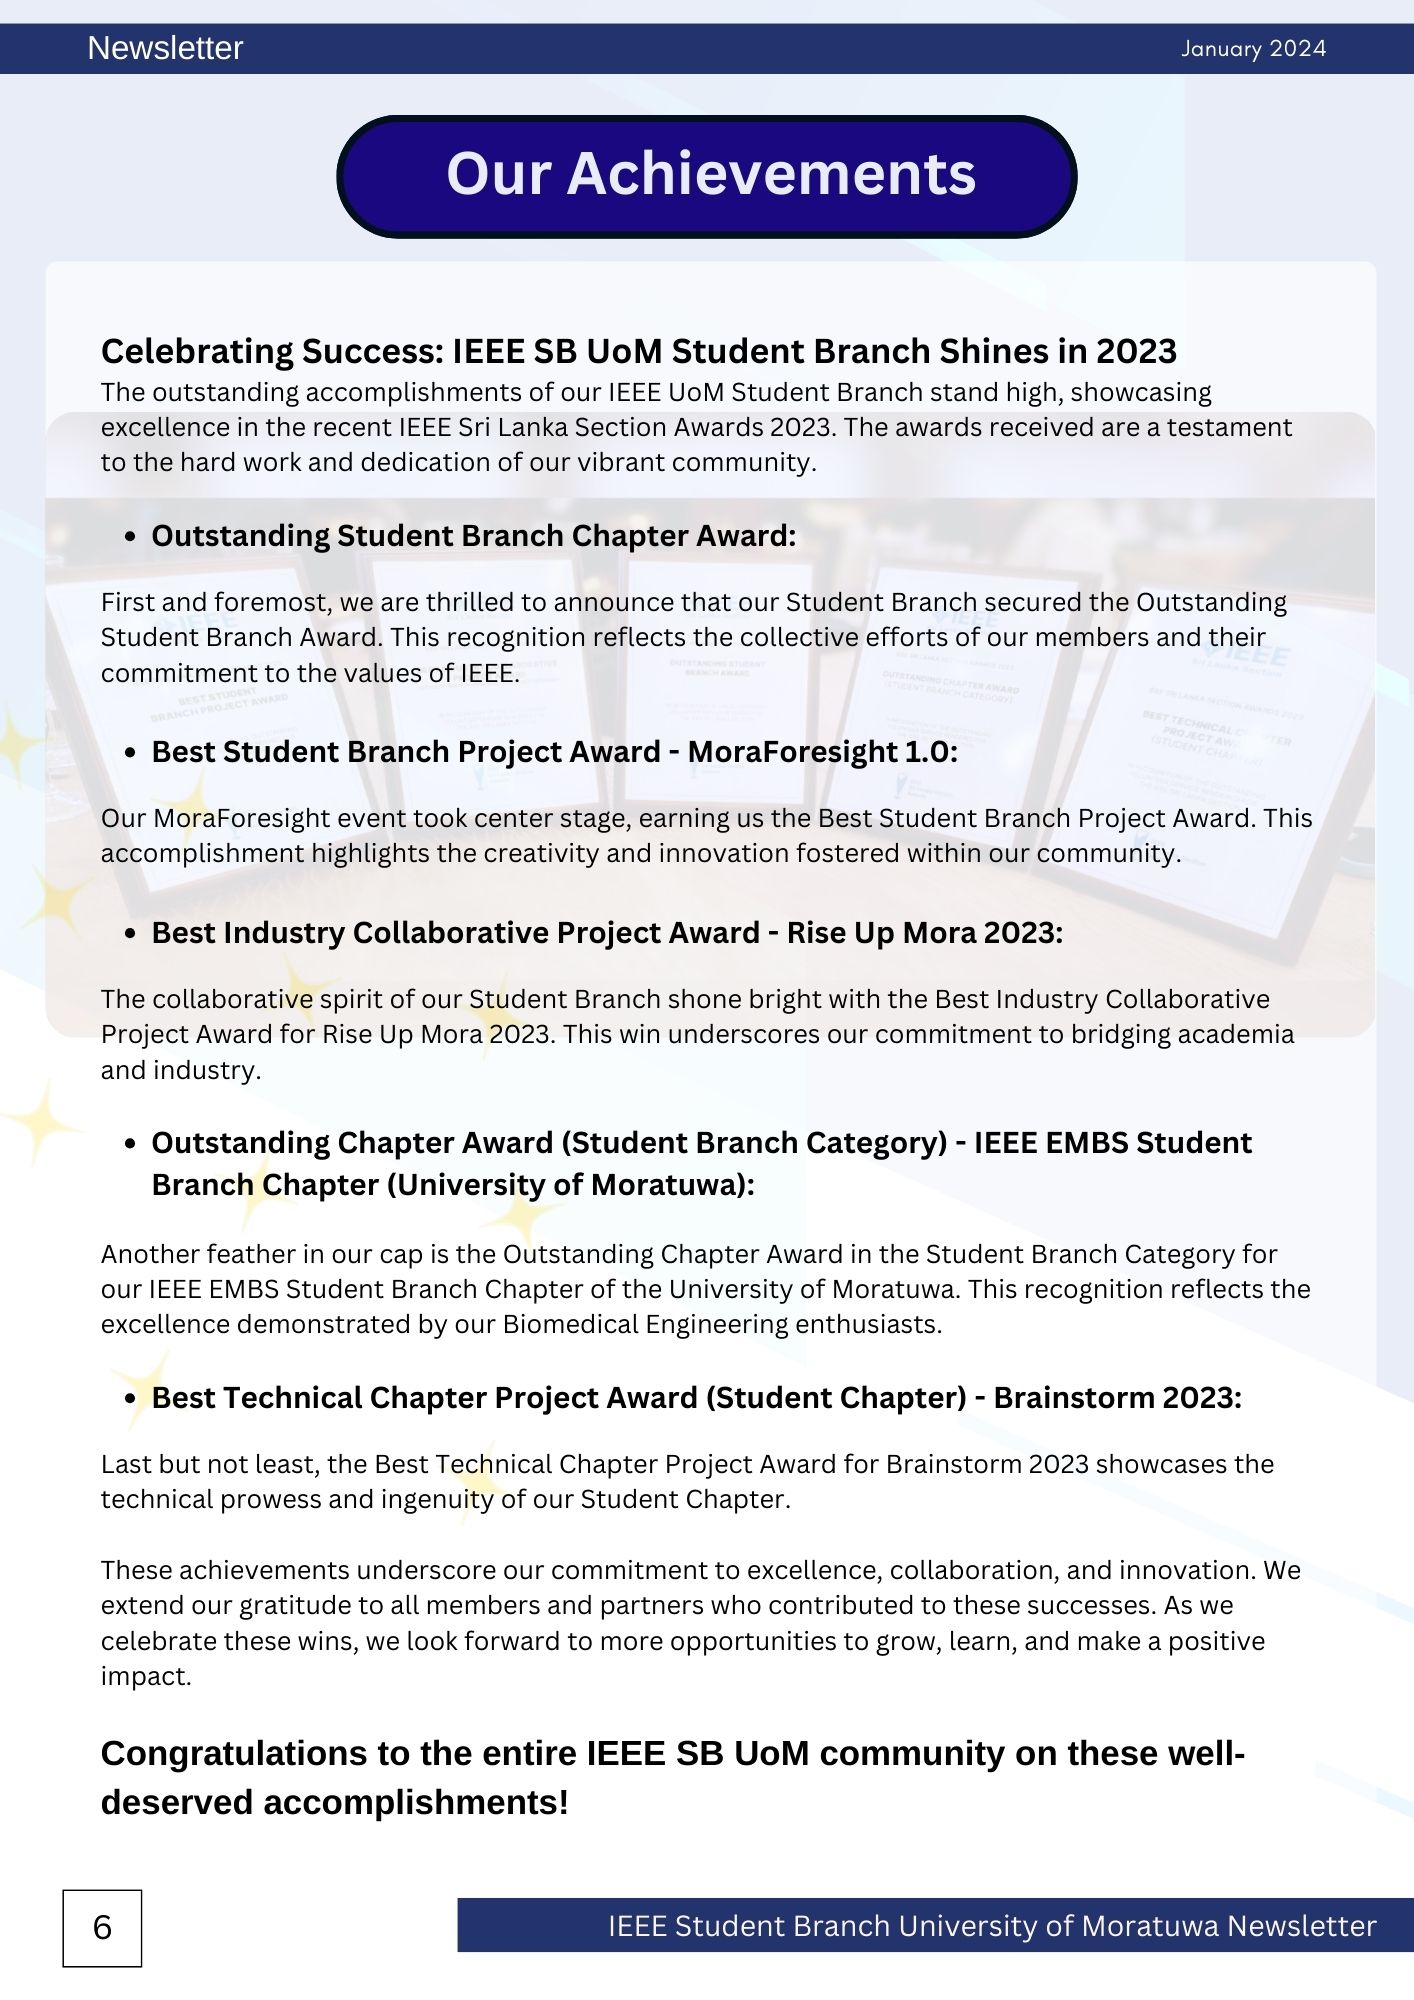 Newsletter
January 2024
Our Achievements
Celebrating Success: IEEE SB UoM Student Branch Shines in 2023
The outstanding accomplishments of our IEEE UoM Student Branch stand high, showcasing
excellence in the recent IEEE Sri Lanka Section Awards 2023. The awards received are a testament
to the hard work and dedication of our vibrant community.
• Outstanding Student Branch Chapter Award:
First and foremost, we are thrilled to announce that our Student Branch secured the Outstanding
Student Branch Award. This recognition reflects the collective efforts of our members and their
commitment to the values of IEEE.
• Best Student Branch Project Award - MoraForesight 1.0:
Our MoraForesight event took center stage, earning us the Best Student Branch Project Award. This
accomplishment highlights the creativity and innovation fostered within our community.
• Best Industry Collaborative Project Award - Rise Up Mora 2023:
The collaborative spirit of our Student Branch shone bright with the Best Industry Collaborative
Project Award for Rise Up Mora 2023. This win underscores our commitment to bridging academia
and industry.
• Outstanding Chapter Award (Student Branch Category) - IEEE EMBS Student
Branch Chapter (University of Moratuwa):
Another feather in our cap is the Outstanding Chapter Award in the Student Branch Category for
our IEEE EMBS Student Branch Chapter of the University of Moratuwa. This recognition reflects the
excellence demonstrated by our Biomedical Engineering enthusiasts.
• Best Technical Chapter Project Award (Student Chapter) - Brainstorm 2023:
Last but not least, the Best Technical Chapter Project Award for Brainstorm 2023 showcases the
technical prowess and ingenuity of our Student Chapter.
These achievements underscore our commitment to excellence, collaboration, and innovation. We
extend our gratitude to all members and partners who contributed to these successes. As we
celebrate these wins, we look forward to more opportunities to grow, learn, and make a positive
impact.
Congratulations to the entire IEEE SB UoM community on these well-
deserved accomplishments!
6
IEEE Student Branch University of Moratuwa Newsletter